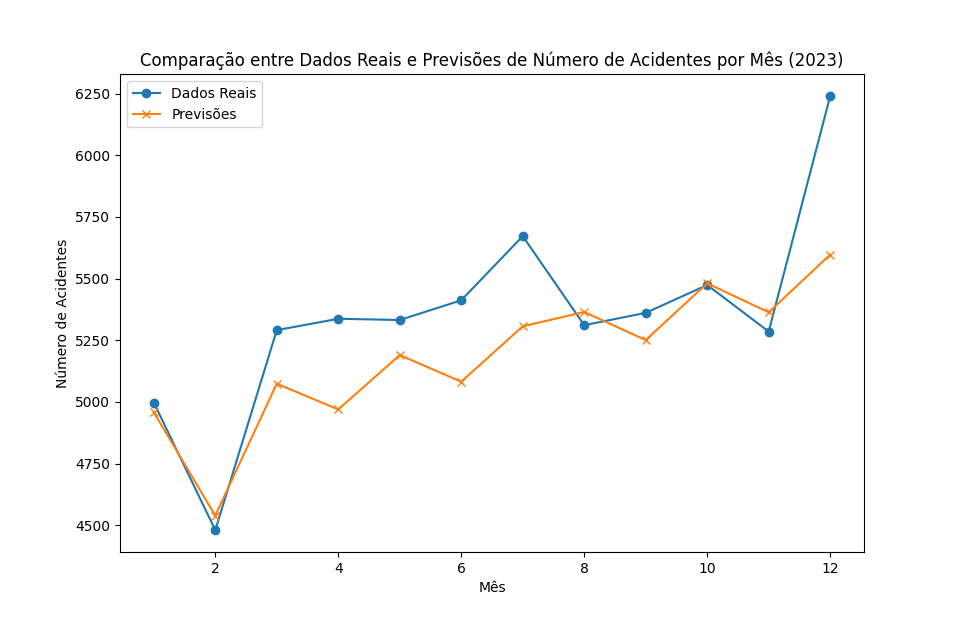 Comparação entre Dados Reais e Previsões de Número de Acidentes por Mês (2023)
Dados Reais
Previsões
6250
6000
5750
5500
5250
5000
4750
4500
Número de Acidentes
2 4 6 8 10 12
Mês